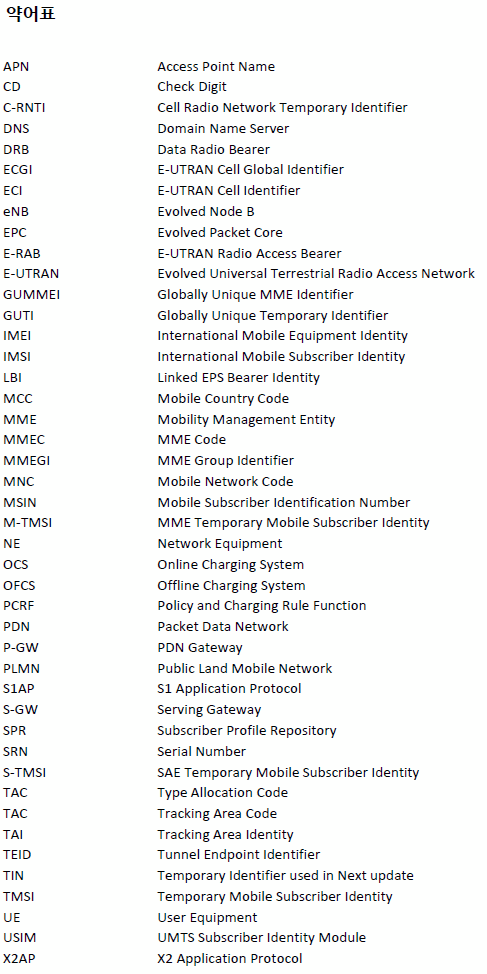 약어표
APN Access Point Name
CD Check Digit
C-RNTI Cell Radio Network Temporary Identifier
DNS Domain Name Server
DRB Data Radio Bearer
ECGI E-UTRAN Cell Global Identifier
ECI E-UTRAN Cell Identifier
eNB Evolved Node B
EPC Evolved Packet Core
E-RAB E-UTRAN Radio Access Bearer
E-UTRAN Evolved Universal Terrestrial Radio Access Network
GUMMEI Globally Unique MME Identifier
GUTI Globally Unique Temporary Identifier
IMEI International Mobile Equipment Identity
IMSI International Mobile Subscriber Identity
LBI Linked EPS Bearer Identity
MCC Mobile Country Code
MME Mobility Management Entity
MMEC MME Code
MMEGI MME Group Identifier
MNC Mobile Network Code
MSIN Mobile Subscriber Identification Number
M-TMSI MME Temporary Mobile Subscriber Identity
NE Network Equipment
OCS Online Charging System
OFCS Offline Charging System
PCRF Policy and Charging Rule Function
PDN Packet Data Network
P-GW PDN Gateway
PLMN Public Land Mobile Network
S1AP S1 Application Protocol
S-GW Serving Gateway
SPR Subscriber Profile Repository
SRN Serial Number
S-TMSI SAE Temporary Mobile Subscriber Identity
TAC Type Allocation Code
TAC Tracking Area Code
TAI Tracking Area Identity
TEID Tunnel Endpoint Identifier
TIN Temporary Identifier used in Next update
TMSI Temporary Mobile Subscriber Identity
UE User Equipment
USIM UMTS Subscriber Identity Module
X2AP X2 Application Protocol